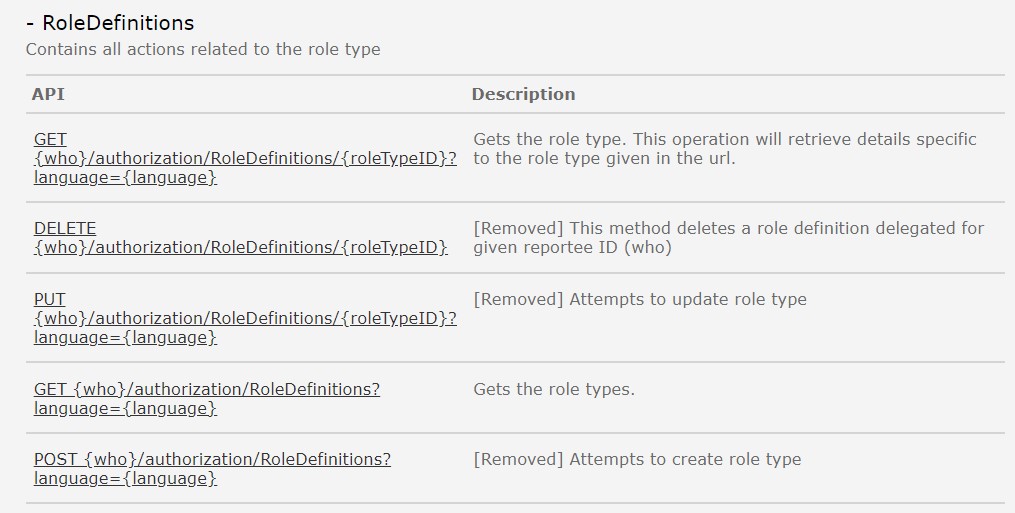 - RoleDefinitions
Contains all actions related to the role type
API Description
GET
{who}/authorization/RoleDefinitions/{roleTypeID}?
language={language}
Gets the role type. This operation will retrieve details specific
to the role type given in the url.
DELETE
{who}/authorization/RoleDefinitions/{roleTypeID}
[Removed] This method deletes a role definition delegated for
given reportee ID (who)
PUT
{who}/authorization/RoleDefinitions/{roleTypeID}?
language={language}
[Removed] Attempts to update role type
GET {who}/authorization/RoleDefinitions?
language={language}
Gets the role types.
POST {who}/authorization/RoleDefinitions?
language={language}
[Removed] Attempts to create role type